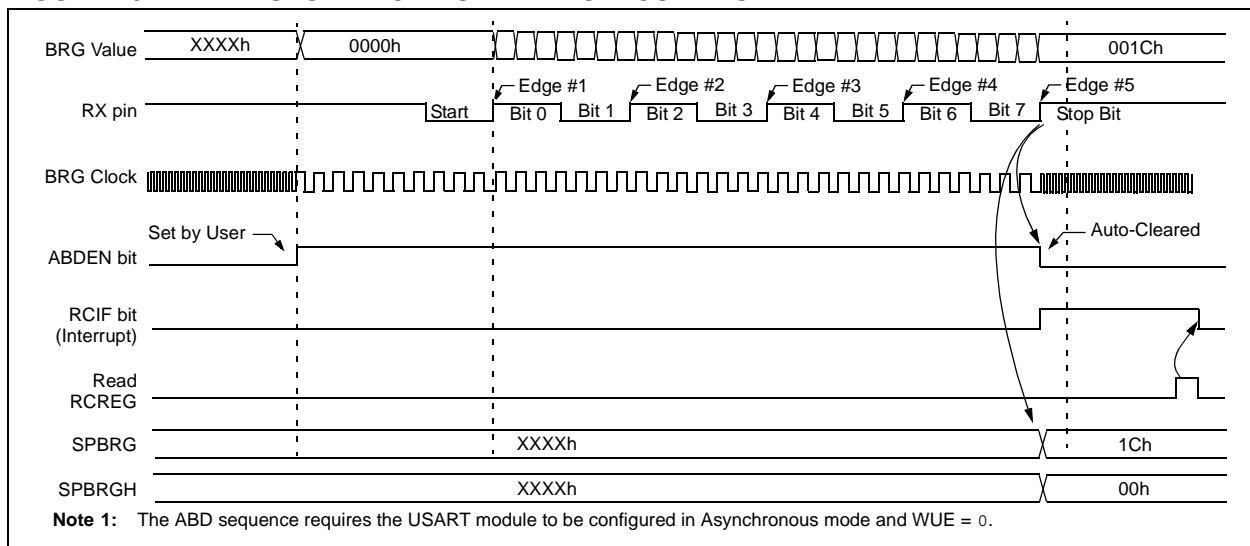 BRG Value XXXXh 0000h 001Ch
Edge #1 Edge #2 Edge #3 Edge #4 Edge #5
RX pin Start Bit 0 Bit 1 Bit 2 Bit 3 Bit 4 Bit 5 Bit 6 Bit 7 Stop Bit
BRG Clock
Set by User Auto-Cleared
ABDEN bit
RCIF bit
(Interrupt)
Read
RCREG
SPBRG XXXXh 1Ch
SPBRGH XXXXh 00h
Note 1: The ABD sequence requires the USART module to be configured in Asynchronous mode and WUE = 0.